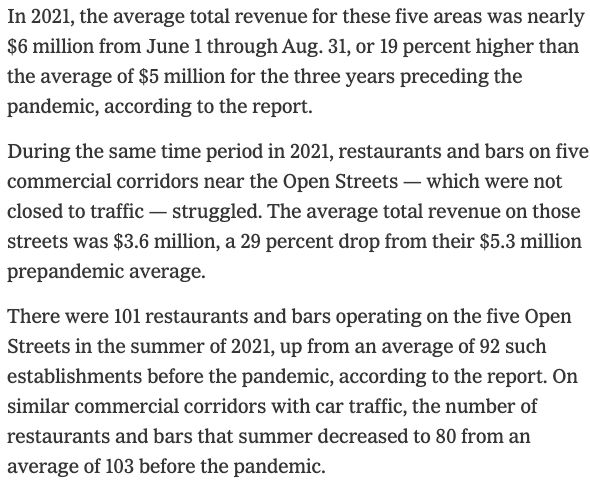 In 2021, the average total revenue for these five areas was nearly
$6 million from June 1 through Aug. 31, or 19 percent higher than
the average of $5 million for the three years preceding the
pandemic, according to the report.
During the same time period in 2021, restaurants and bars on five
commercial corridors near the Open Streets — which were not
closed to traffic — struggled. The average total revenue on those
streets was $3.6 million, a 29 percent drop from their $5.3 million
prepandemic average.
There were 101 restaurants and bars operating on the five Open
Streets in the summer of 2021, up from an average of 92 such
establishments before the pandemic, according to the report. On
similar commercial corridors with car traffic, the number of
restaurants and bars that summer decreased to 80 from an
average of 103 before the pandemic.